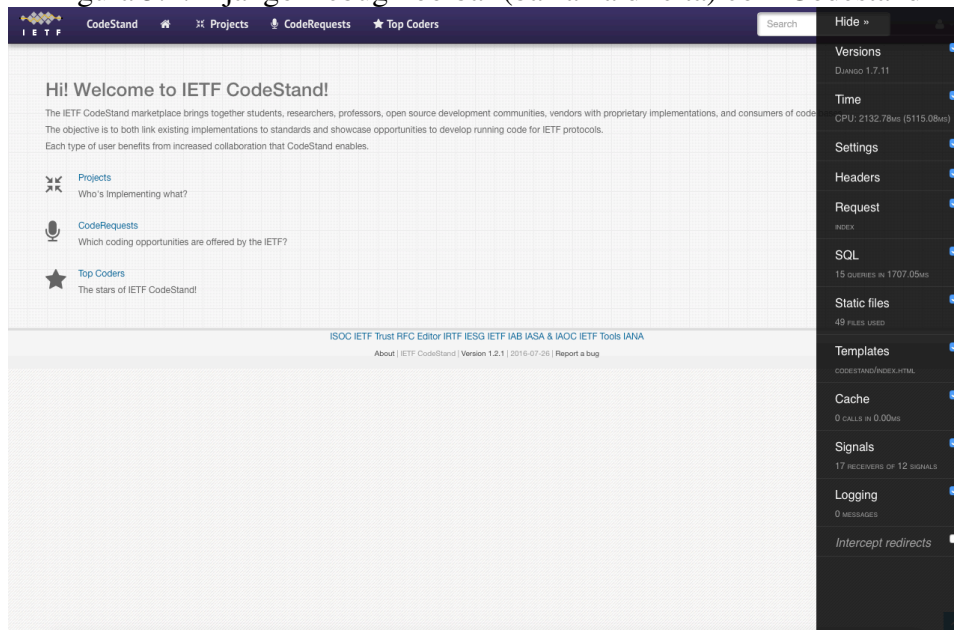 CodeStand Projects CodeRequests Top Coders Search
I E T F
Hi! Welcome to IETF CodeStand!
The IETF CodeStand marketplace brings together students, researchers, professors, open source development communities, vendors with proprietary implementations, and consumers of code
The objective is to both link existing implementations to standards and showcase opportunities to develop running code for IETF protocols.
Each type of user benefits from increased collaboration that CodeStand enables.
Projects
Who's Implementing what?
CodeRequests
Which coding opportunities are offered by the IETF?
Top Coders
The stars of IETF CodeStand!
ISOC IETF Trust RFC Editor IRTF IESG IETF IAB IASA & IAOC IETF Tools IANA
About | IETF CodeStand | Version 1.2.1 | 2016-07-26 | Report a bug
Hide »
Versions
Django 1.7.11
Time
CPU: 2132.78ms (5115.08ms)
Settings
Headers
Request
index
SQL
15 queries in 1707.05ms
Static files
49 files used
Templates
codestand/index.html
Cache
0 calls in 0.00ms
Signals
17 receivers of 12 signals
Logging
0 messages
Intercept redirects